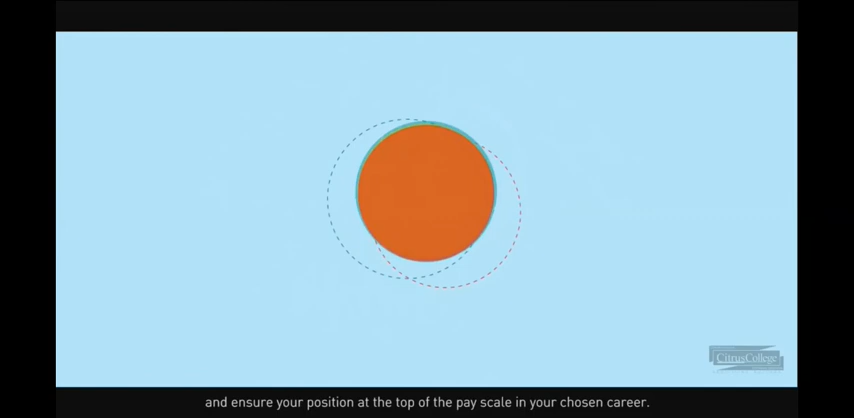 CitrusCollege
and ensure your position at the top of the pay scale in your chosen career.